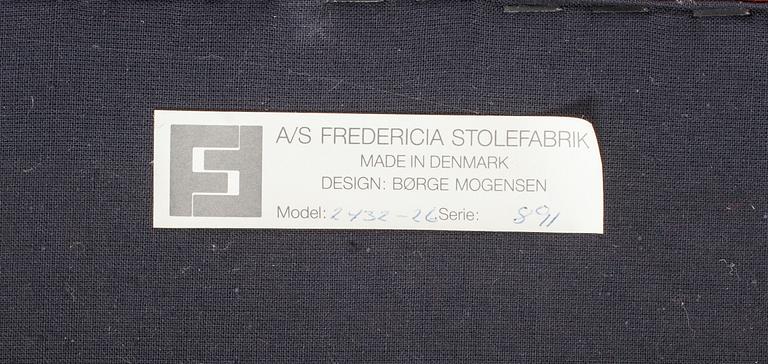 A/S FREDERICIA STOLEFABRIK
MADE IN DENMARK
DESIGN: BØRGE MOGENSEN
Model: 2432-26 Serie: 891